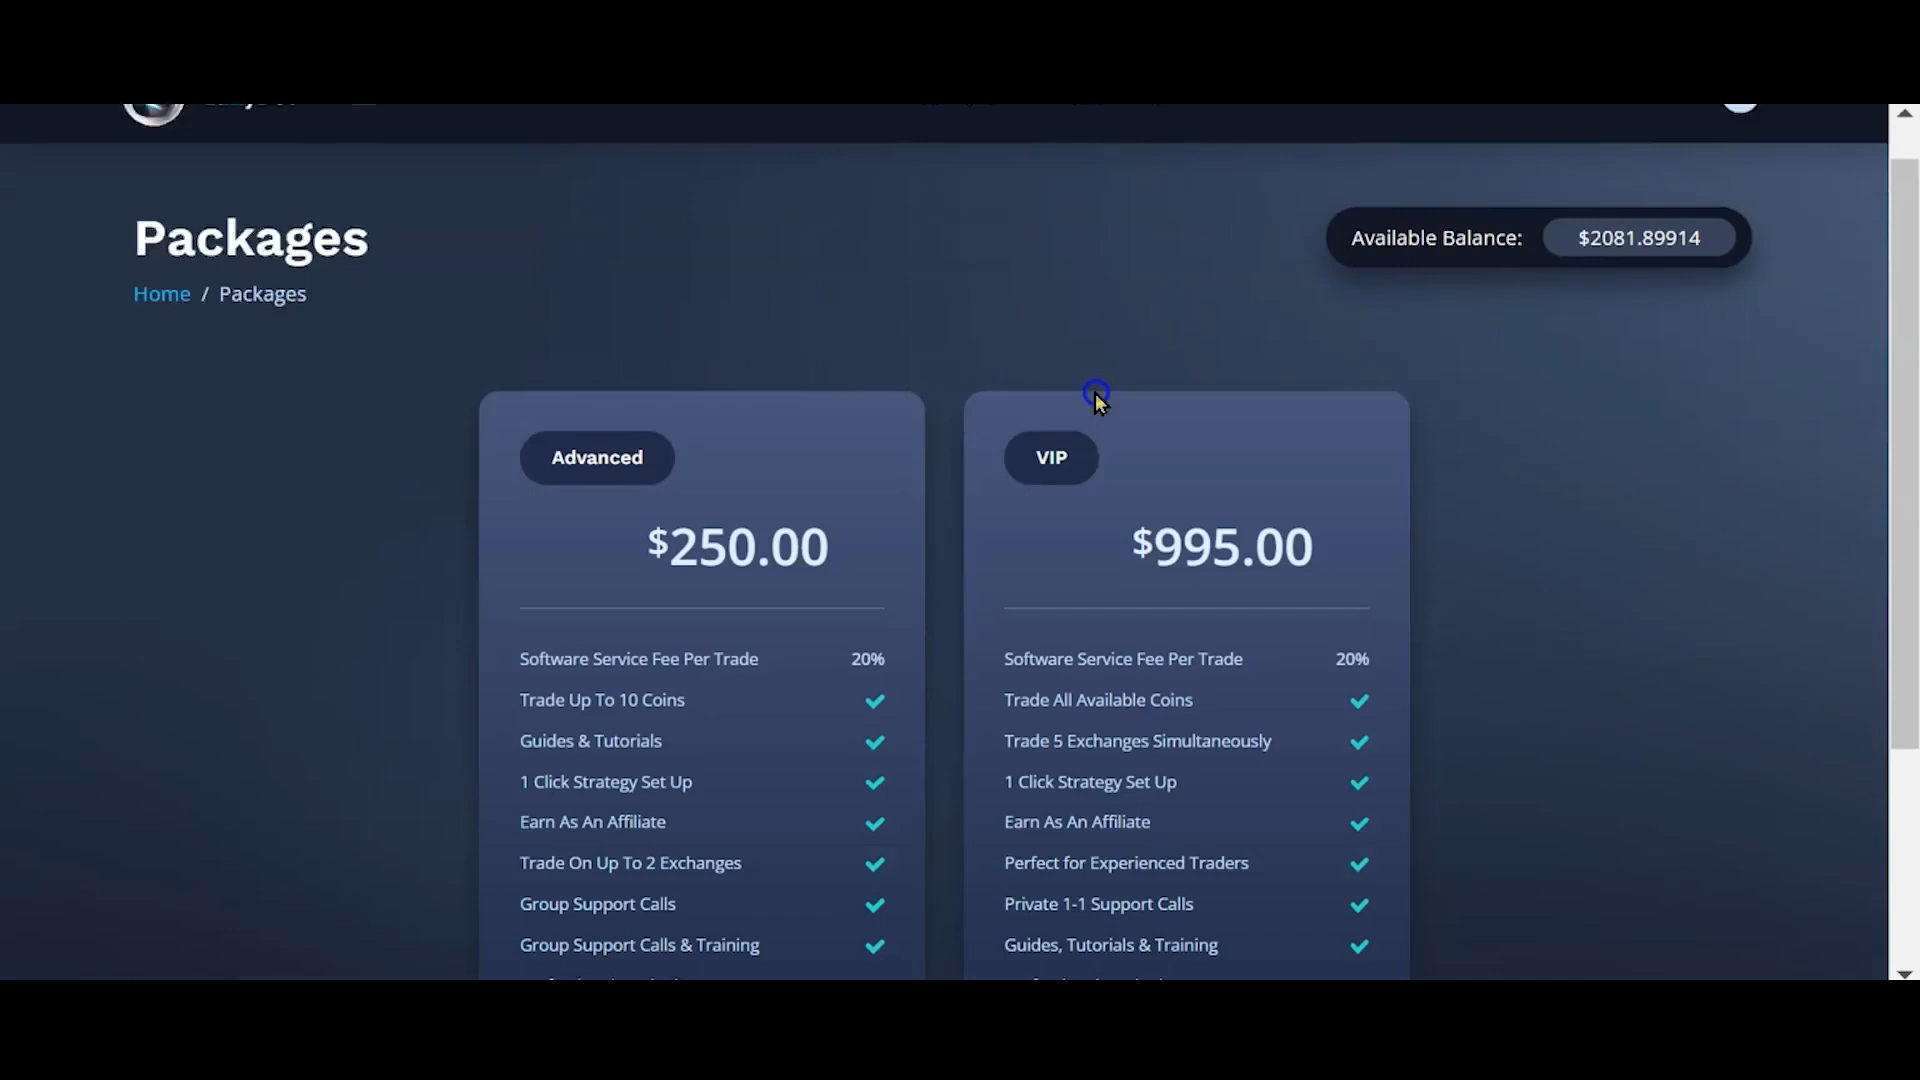 Packages
Available Balance: $2081.89914
Home / Packages
Advanced
$250.00
Software Service Fee Per Trade 20%
Trade Up To 10 Coins
Guides & Tutorials
1 Click Strategy Set Up
Earn As An Affiliate
Trade On Up To 2 Exchanges
Group Support Calls
Group Support Calls & Training
VIP
$995.00
Software Service Fee Per Trade 20%
Trade All Available Coins
Trade 5 Exchanges Simultaneously
1 Click Strategy Set Up
Earn As An Affiliate
Perfect for Experienced Traders
Private 1-1 Support Calls
Guides, Tutorials & Training